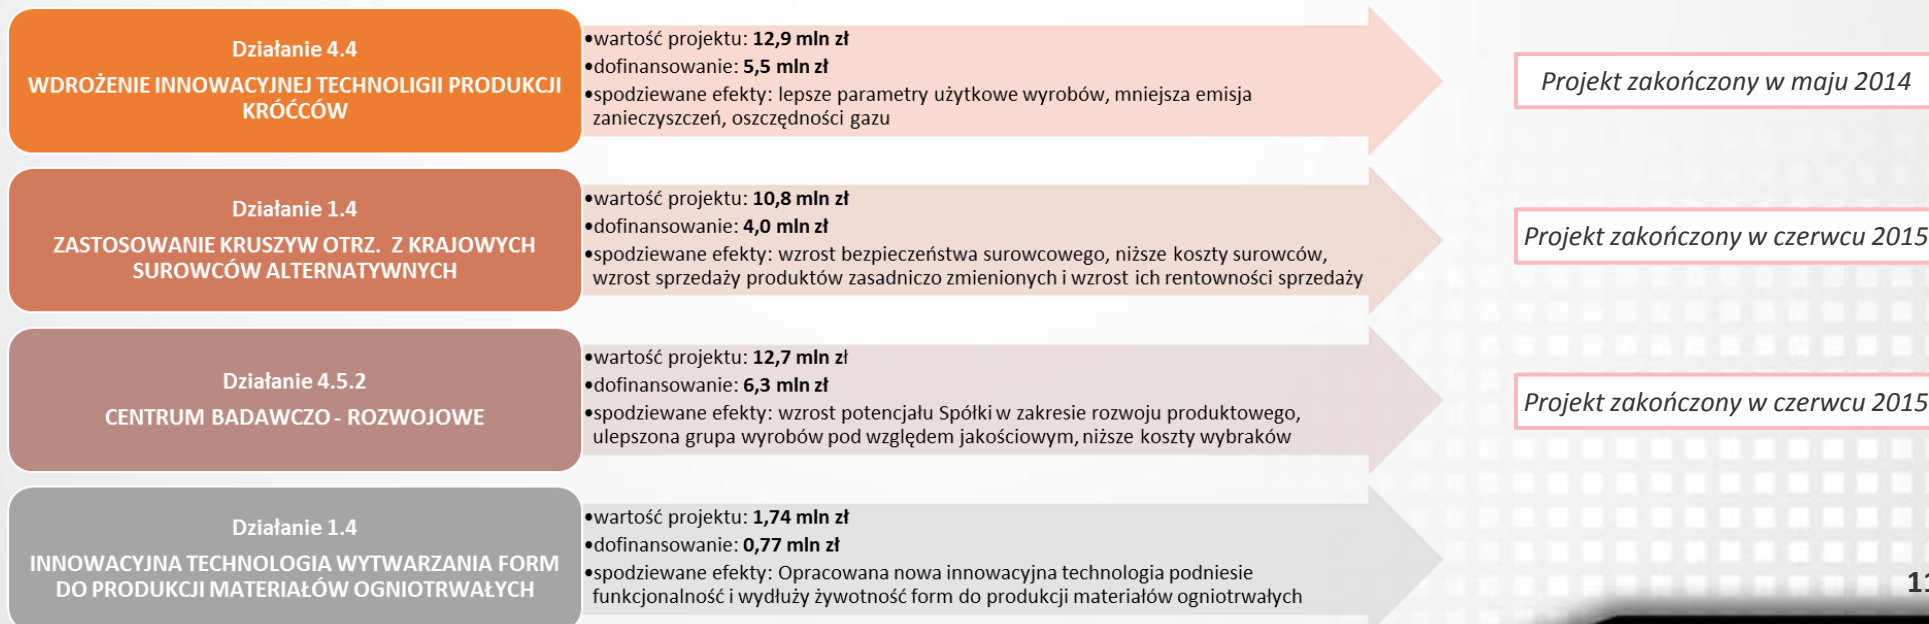 Działanie 4.4
WDROŻENIE INNOWACYJNEJ TECHNOLIGII PRODUKCJI
KRÓĆCÓW
•wartość projektu: 12,9 mln zł
•dofinansowanie: 5,5 mln zł
•spodziewane efekty: lepsze parametry użytkowe wyrobów, mniejsza emisja
zanieczyszczeń, oszczędności gazu
Projekt zakończony w maju 2014
Działanie 1.4
ZASTOSOWANIE KRUSZYW OTRZ. Z KRAJOWYCH
SUROWCÓW ALTERNATYWNYCH
•wartość projektu: 10,8 mln zł
•dofinansowanie: 4,0 mln zł
•spodziewane efekty: wzrost bezpieczeństwa surowcowego, niższe koszty surowców,
wzrost sprzedaży produktów zasadniczo zmienionych i wzrost ich rentowności sprzedaży
Projekt zakończony w czerwcu 2015
Działanie 4.5.2
CENTRUM BADAWCZO - ROZWOJOWE
•wartość projektu: 12,7 mln zł
•dofinansowanie: 6,3 mln zł
•spodziewane efekty: wzrost potencjału Spółki w zakresie rozwoju produktowego,
ulepszona grupa wyrobów pod względem jakościowym, niższe koszty wybraków
Projekt zakończony w czerwcu 2015
Działanie 1.4
INNOWACYJNA TECHNOLOGIA WYTWARZANIA FORM
DO PRODUKCJI MATERIAŁÓW OGNIOTRWAŁYCH
•wartość projektu: 1,74 mln zł
•dofinansowanie: 0,77 mln zł
•spodziewane efekty: Opracowana nowa innowacyjna technologia podniesie
funkcjonalność i wydłuży żywotność form do produkcji materiałów ogniotrwałych
11